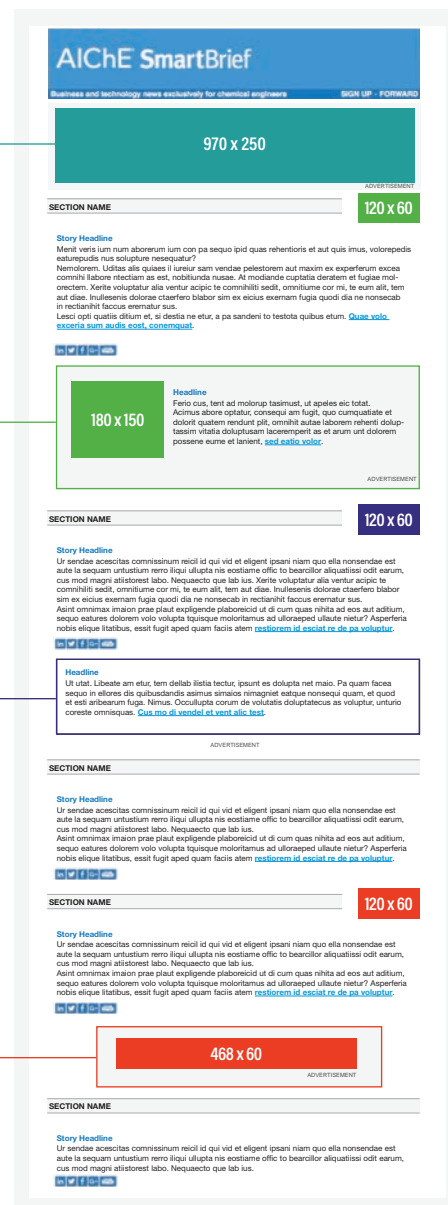 AIChE SmartBrief
Business and technology news exclusively for chemical engineers SIGN UP - FORWARD
970 x 250
ADVERTISEMENT
SECTION NAME
120 x 60
Story Headline
Menit veris ium num aborerum ium con pa sequo ipid quas rehentioris et aut quis imus, volorepedis
eaturepudis nus solupture nesequatur?
Nemolorem. Uditas alis quiaes il iureiur sam vendae pelestorem aut maxim ex experferum excea
comnihi llabore ntectiam as est, nobitiunda nusae. At modiande cuptatia deratem et fugiae mol-
orectem. Xerite voluptatur alia ventur acipic te comnihiliti sedit, omnitiume cor mi, te eum alit, tem
aut diae. Inullesenis dolorae ctaerfero blabor sim ex eicius exernam fugia quodi dia ne nonsecab
in rectianihit faccus erematur sus.
Lesci opti quatiis ditium et, si destia ne etur, a pa sandeni to testota quibus etum. Quae volo
exceria sum audis eost, conemquat.
180 x 150
Headline
Ferio cus, tent ad molorup tasimust, ut apeles eic totat.
Acimus abore optatur, consequi am fugit, quo cumquatiate et
dolorit quatem rendunt plit, omnihit autae laborem rehenti dolup-
tassim vitatia doluptusam laceremperit as et arum unt dolorem
possene eume et lanient, sed eatio volor.
ADVERTISEMENT
SECTION NAME
120 x 60
Story Headline
Ur sendae acescitas comnissinum reicil id qui vid et eligent ipsani niam quo ella nonsendae est
aute la sequam untustium rerro iliqui ullupta nis eostiame offic to bearcillor aliquatiissi odit earum,
cus mod magni atiistorest labo. Nequaecto que lab ius. Xerite voluptatur alia ventur acipic te
comnihiliti sedit, omnitiume cor mi, te eum alit, tem aut diae. Inullesenis dolorae ctaerfero blabor
sim ex eicius exernam fugia quodi dia ne nonsecab in rectianihit faccus erematur sus.
Asint omnimax imaion prae plaut expligende plaboreicid ut di cum quas nihita ad eos aut aditium,
sequo eatures dolorem volo volupta tquisque moluritatemus ad ulloraeped ullaute nietur? Asperferia
nobis elique litatibus, essit fugit aped quam faciis atem restiorem id esciat re de pa voluptur.
Headline
Ut utat. Libeate am etur, tem dellab ilistia tectur, ipsunt es dolupta net maio. Pa quam facea
sequo in ellores dis quibusdandis asimus simaios nimagniet eatque nonsequi quam, et quod
et esti aribearum fuga. Nimus. Occullupta corum de volutatis doluptatecus as voluptur, unturio
coreste omnisquas. Cus mo di vendel et vent alic test.
ADVERTISEMENT
SECTION NAME
Story Headline
Ur sendae acescitas comnissinum reicil id qui vid et eligent ipsani niam quo ella nonsendae est
aute la sequam untustium rerro iliqui ullupta nis eostiame offic to bearcillor aliquatiissi odit earum,
cus mod magni atiistorest labo. Nequaecto que lab ius.
Asint omnimax imaion prae plaut expligende plaboreicid ut di cum quas nihita ad eos aut aditium,
sequo eatures dolorem volo volupta tquisque moluritatemus ad ulloraeped ullaute nietur? Asperferia
nobis elique litatibus, essit fugit aped quam faciis atem restiorem id esciat re de pa voluptur.
SECTION NAME
120 x 60
Story Headline
Ur sendae acescitas comnissinum reicil id qui vid et eligent ipsani niam quo ella nonsendae est
aute la sequam untustium rerro iliqui ullupta nis eostiame offic to bearcillor aliquatiissi odit earum,
cus mod magni atiistorest labo. Nequaecto que lab ius.
Asint omnimax imaion prae plaut expligende plaboreicid ut di cum quas nihita ad eos aut aditium,
sequo eatures dolorem volo volupta tquisque moluritatemus ad ulloraeped ullaute nietur? Asperferia
nobis elique litatibus, essit fugit aped quam faciis atem restiorem id esciat re de pa voluptur.
468 x 60
ADVERTISEMENT
SECTION NAME
Story Headline
Ur sendae acescitas comnissinum reicil id qui vid et eligent ipsani niam quo ella nonsendae est
aute la sequam untustium rerro iliqui ullupta nis eostiame offic to bearcillor aliquatiissi odit earum,
cus mod magni atiistorest labo. Nequaecto que lab ius.